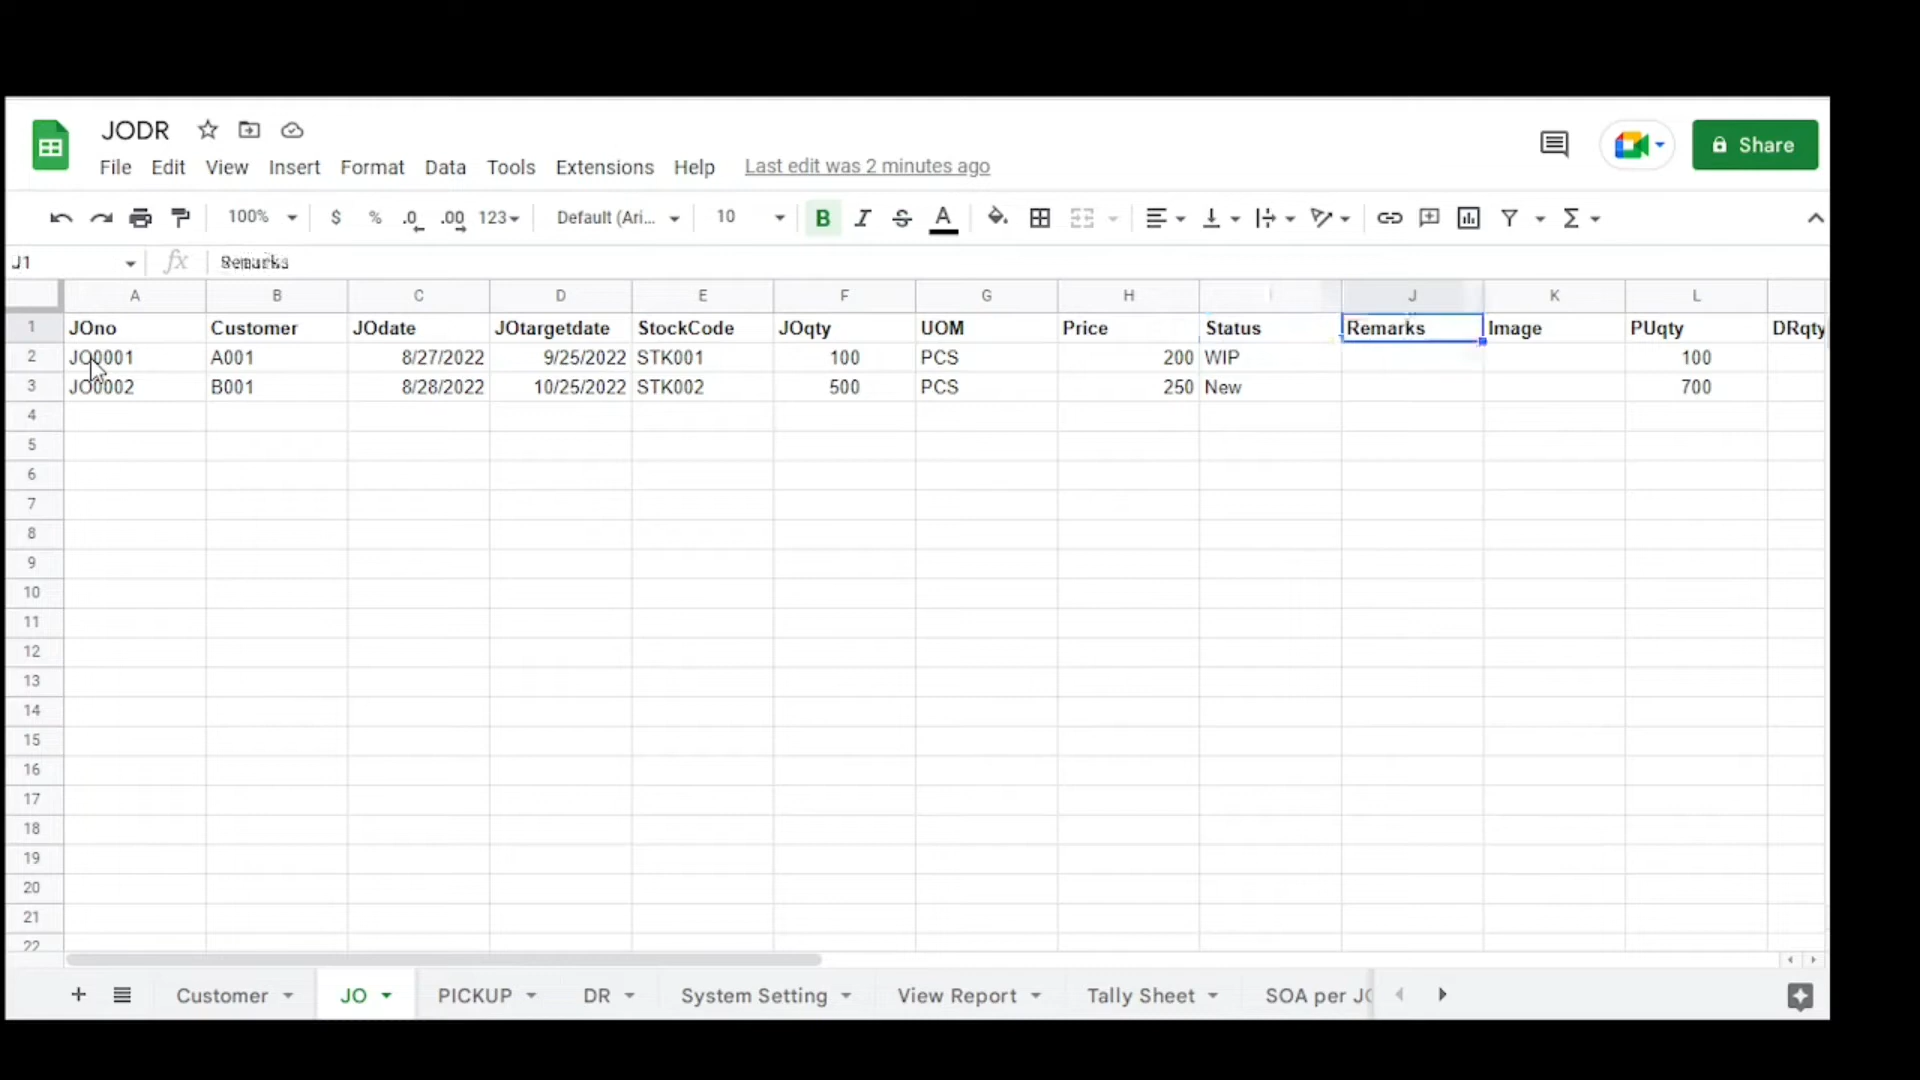 JODR
File Edit View Insert Format Data Tools Extensions Help Last edit was 2 minutes ago
Share
100% $ % .0 .00 123 Default (Ari... 10 B I S A
J1 fx Remarks
A B C D E F G H J K L
1 JOno Customer JOdate JOtargetdate StockCode JOqty UOM Price Status Remarks Image PUqty DRqty
2 JO0001 A001 8/27/2022 9/25/2022 STK001 100 PCS 200 WIP 100
3 JO0002 B001 8/28/2022 10/25/2022 STK002 500 PCS 250 New 700
4
5
6
7
8
9
10
11
12
13
14
15
16
17
18
19
20
21
22
Customer JO PICKUP DR System Setting View Report Tally Sheet SOA per JO